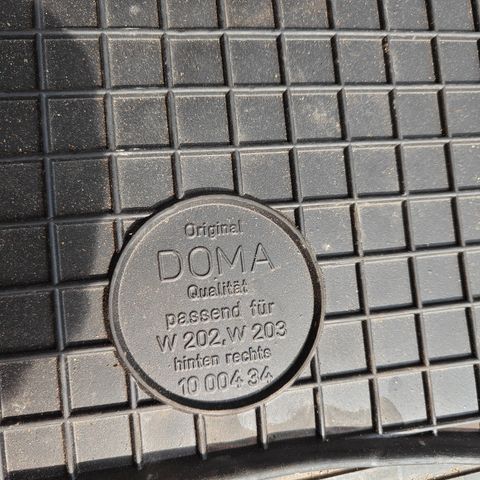 Original
DOMA
Qualität
passend für
W 202, W 203
hinten rechts
10 004 34